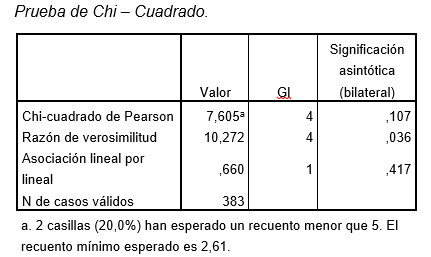 Prueba de Chi – Cuadrado.
Valor Gl Significación asintótica (bilateral)
Chi-cuadrado de Pearson 7,605ª 4 ,107
Razón de verosimilitud 10,272 4 ,036
Asociación lineal por lineal ,660 1 ,417
N de casos válidos 383
a. 2 casillas (20,0%) han esperado un recuento menor que 5. El
recuento mínimo esperado es 2,61.